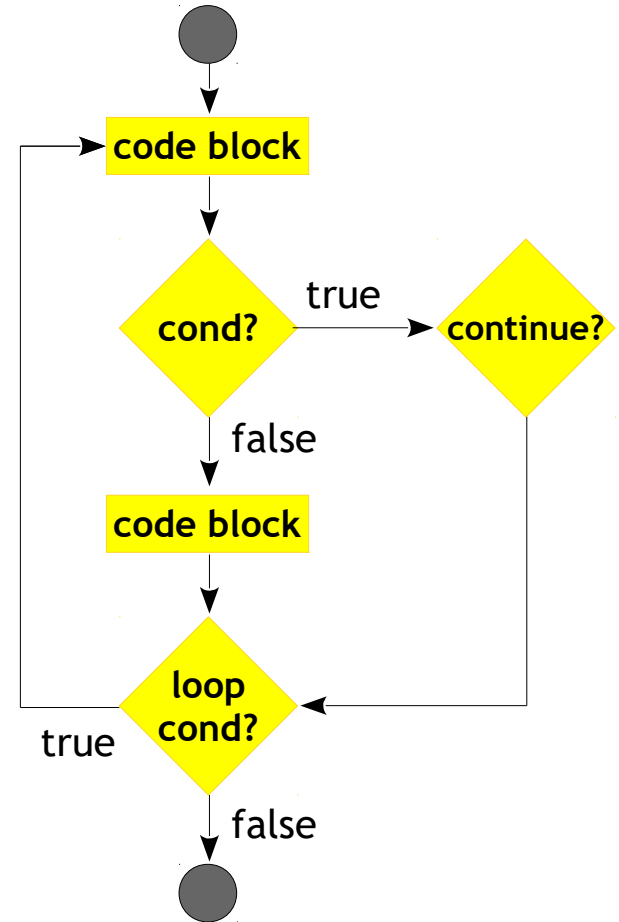 code block
true
cond?
continue?
false
code block
loop
cond?
true
false